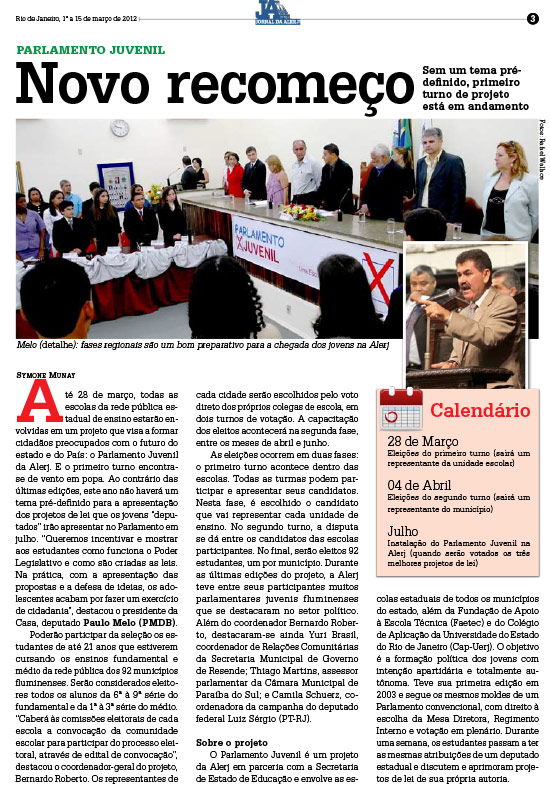 Rio de Janeiro, 1º a 15 de março de 2012
JORNAL DA ALERJ
3
PARLAMENTO JUVENIL
Novo recomeço
Sem um tema pré-
definido, primeiro
turno de projeto
está em andamento
Fotos: Rafael Wallace
PARLAMENTO
JUVENIL
Melo (detalhe): fases regionais são um bom preparativo para a chegada dos jovens na Alerj
SYMONE MUNAY
Até 28 de março, todas as
escolas da rede pública es-
tadual de ensino estarão en-
volvidas em um projeto que visa a formar
cidadãos preocupados com o futuro do
estado e do País: o Parlamento Juvenil
da Alerj. E o primeiro turno encontra-
se de vento em popa. Ao contrário das
últimas edições, este ano não haverá um
tema pré-definido para a apresentação
dos projetos de lei que os jovens "depu-
tados" irão apresentar no Parlamento em
julho. "Queremos incentivar e mostrar
aos estudantes como funciona o Poder
Legislativo e como são criadas as leis.
Na prática, com a apresentação das
propostas e a defesa de ideias, os ado-
lescentes acabam por fazer um exercício
de cidadania", destacou o presidente da
Casa, deputado Paulo Melo (PMDB).
Poderão participar da seleção os es-
tudantes de até 21 anos que estiverem
cursando os ensinos fundamental e
médio da rede pública dos 92 municípios
fluminenses. Serão considerados eleito-
res todos os alunos da 6ª à 9ª série do
fundamental e da 1ª à 3ª série do médio.
"Caberá às comissões eleitorais de cada
escola a convocação da comunidade
escolar para participar do processo elei-
toral, através de edital de convocação",
destacou o coordenador-geral do projeto,
Bernardo Roberto. Os representantes de
cada cidade serão escolhidos pelo voto
direto dos próprios colegas de escola, em
dois turnos de votação. A capacitação
dos eleitos acontecerá na segunda fase,
entre os meses de abril e junho.
As eleições ocorrem em duas fases:
o primeiro turno acontece dentro das
escolas. Todas as turmas podem par-
ticipar e apresentar seus candidatos.
Nesta fase, é escolhido o candidato
que vai representar cada unidade de
ensino. No segundo turno, a disputa
se dá entre os candidatos das escolas
participantes. No final, serão eleitos 92
estudantes, um por município. Durante
as últimas edições do projeto, a Alerj
teve entre seus participantes muitos
parlamentares juvenis fluminenses
que se destacaram no setor político.
Além do coordenador Bernardo Rober-
to, destacaram-se ainda Yuri Brasil,
coordenador de Relações Comunitárias
da Secretaria Municipal de Governo
de Resende; Thiago Martins, assessor
parlamentar da Câmara Municipal de
Paraíba do Sul; e Camila Schuerz, co-
ordenadora da campanha do deputado
federal Luiz Sérgio (PT-RJ).
Sobre o projeto
O Parlamento Juvenil é um projeto
da Alerj em parceria com a Secretaria
de Estado de Educação e envolve as es-
Calendário
28 de Março
Eleições do primeiro turno (sairá um
representante da unidade escolar)
04 de Abril
Eleições do segundo turno (sairá um
representante do município)
Julho
Instalação do Parlamento Juvenil na
Alerj (quando serão votados os três
melhores projetos de lei)
colas estaduais de todos os municípios
do estado, além da Fundação de Apoio
à Escola Técnica (Faetec) e do Colégio
de Aplicação da Universidade do Estado
do Rio de Janeiro (Cap-Uerj). O objetivo
é a formação política dos jovens com
intenção apartidária e totalmente au-
tônoma. Teve sua primeira edição em
2003 e segue os mesmos moldes de um
Parlamento convencional, com direito à
escolha da Mesa Diretora, Regimento
Interno e votação em plenário. Durante
uma semana, os estudantes passam a ter
as mesmas atribuições de um deputado
estadual e discutem e aprimoram proje-
tos de lei de sua própria autoria.